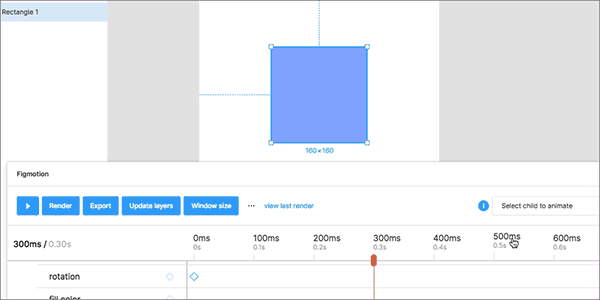 Rectangle 1
160×160
Figmotion
Render Export Update layers Window size ··· view last render i Select child to animate
300ms / 0.30s 0ms 100ms 200ms 300ms 400ms 500ms 600ms
0s 0.1s 0.2s 0.3s 0.4s 0.5s 0.6s
rotation
fill color